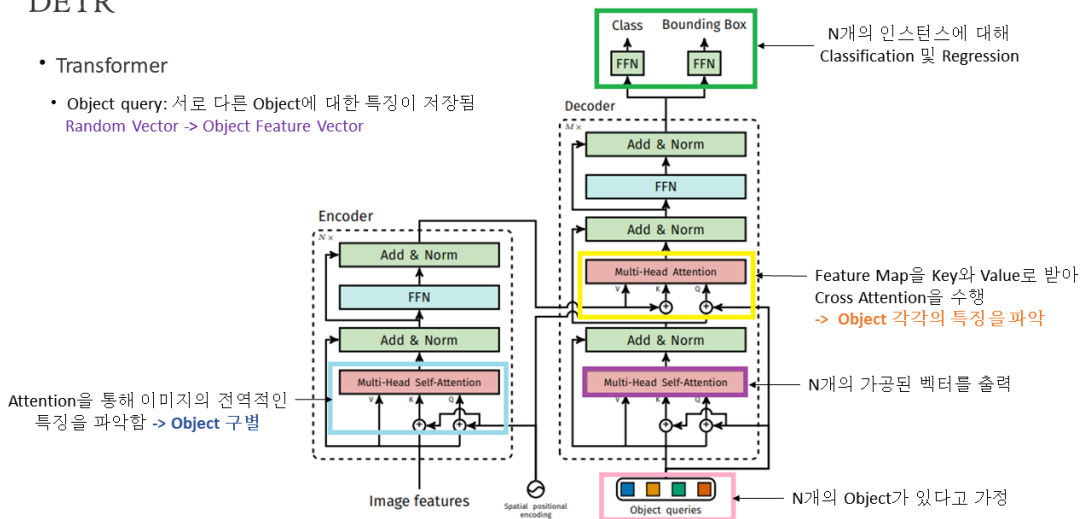 DETR
• Transformer
• Object query: 서로 다른 Object에 대한 특징이 저장됨
Random Vector -> Object Feature Vector
Class
Bounding Box
FFN
FFN
N개의 인스턴스에 대해
Classification 및 Regression
Decoder
M×
Add & Norm
FFN
Add & Norm
Multi-Head Attention
V K Q
Feature Map을 Key와 Value로 받아
Cross Attention을 수행
-> Object 각각의 특징을 파악
Add & Norm
Multi-Head Self-Attention
V K Q
N개의 가공된 벡터를 출력
Encoder
N×
Add & Norm
FFN
Add & Norm
Multi-Head Self-Attention
V K Q
Attention을 통해 이미지의 전역적인
특징을 파악함 -> Object 구별
Image features
Spatial positional
encoding
Object queries
N개의 Object가 있다고 가정